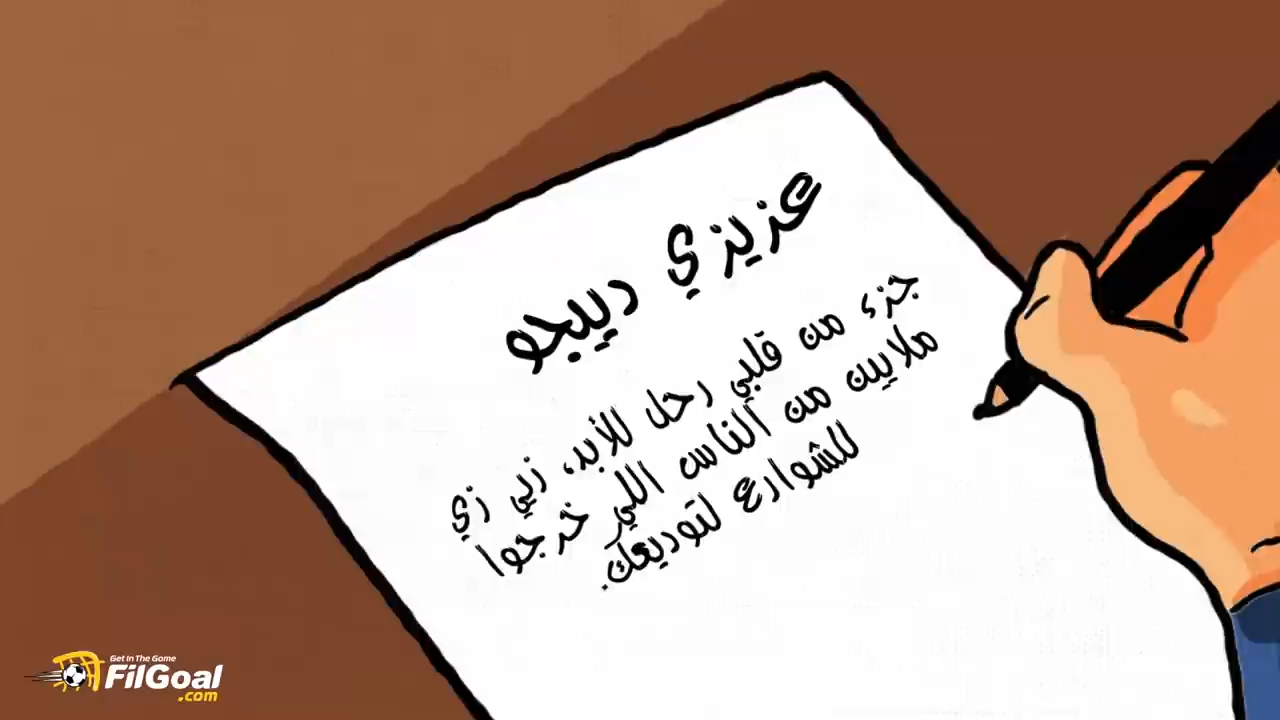 عزيزي دييجو
جزء من قلبي رحل للأبد، زيي زي
ملايين من الناس اللي خرجوا
للشوارع لتوديعك.
GET IN THE GAME
FilGoal
.com